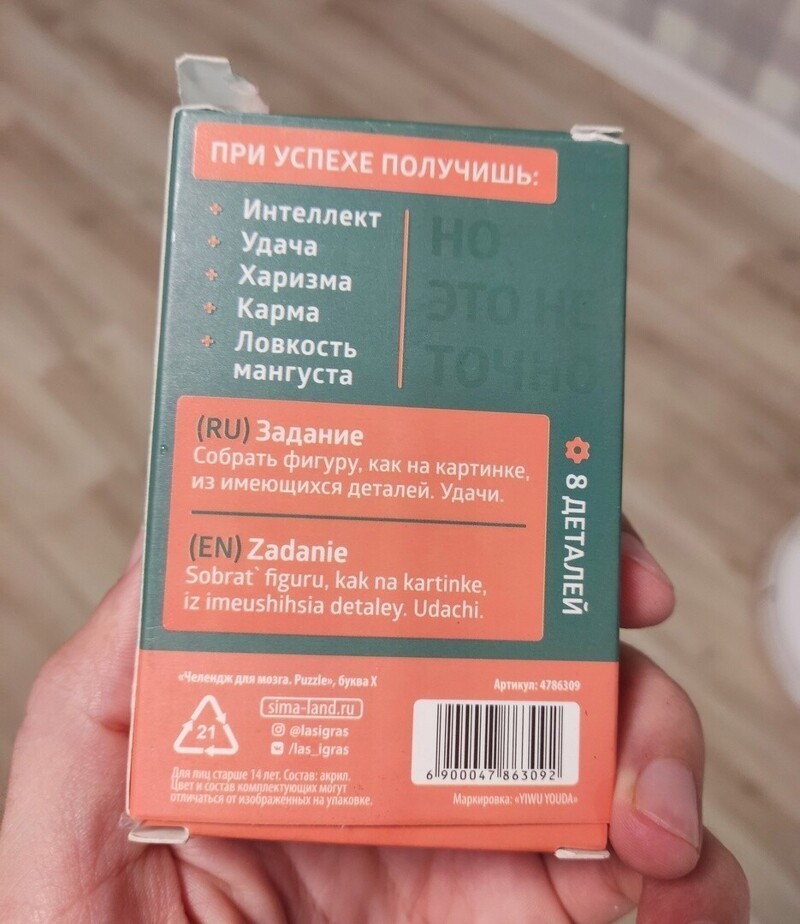 ПРИ УСПЕХЕ ПОЛУЧИШЬ:
+ Интеллект
+ Удача
+ Харизма
+ Карма
+ Ловкость
мангуста
НО
ЭТО НЕ
ТОЧНО
(RU) Задание
Собрать фигуру, как на картинке,
из имеющихся деталей. Удачи.
(EN) Zadanie
Sobrat` figuru, kak na kartinke,
iz imeushihsia detaley. Udachi.
8 ДЕТАЛЕЙ
«Челендж для мозга. Puzzle», буква Х
Артикул: 4786309
21
sima-land.ru
@lasigras
/las_igras
Для лиц старше 14 лет. Состав: акрил.
Цвет и состав комплектующих могут
отличаться от изображенных на упаковке.
6 900047 863092
Маркировка: «YIWU YOUDA»